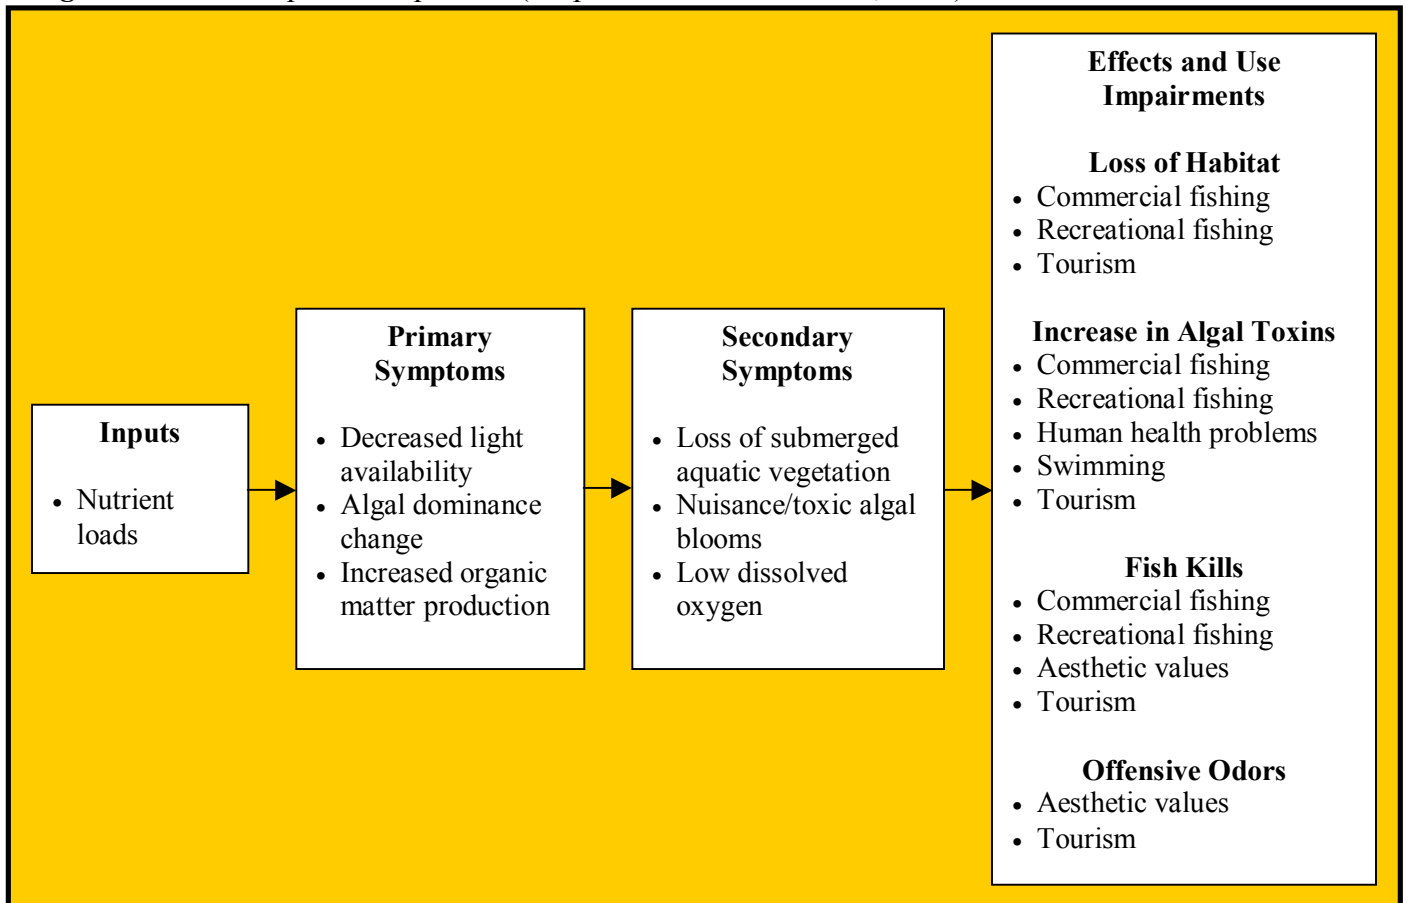 Inputs
• Nutrient
loads
Primary
Symptoms
• Decreased light
availability
• Algal dominance
change
• Increased organic
matter production
Secondary
Symptoms
• Loss of submerged
aquatic vegetation
• Nuisance/toxic algal
blooms
• Low dissolved
oxygen
Effects and Use
Impairments
Loss of Habitat
• Commercial fishing
• Recreational fishing
• Tourism
Increase in Algal Toxins
• Commercial fishing
• Recreational fishing
• Human health problems
• Swimming
• Tourism
Fish Kills
• Commercial fishing
• Recreational fishing
• Aesthetic values
• Tourism
Offensive Odors
• Aesthetic values
• Tourism